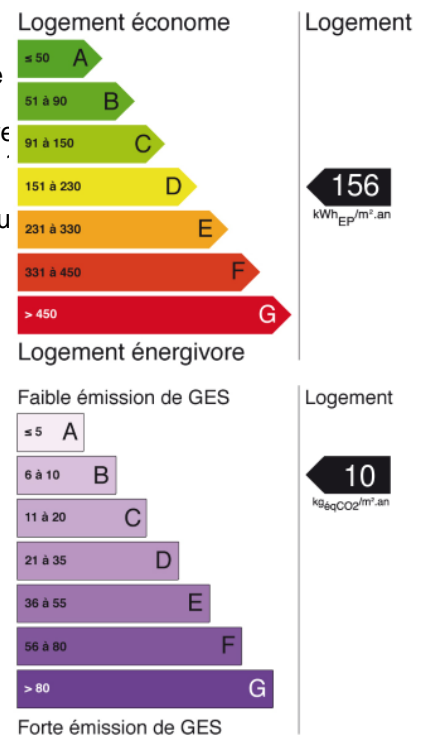 Logement économe
Logement
≤ 50 A
51 à 90 B
91 à 150 C
151 à 230 D
156
kWhEP/m².an
231 à 330 E
331 à 450 F
> 450 G
Logement énergivore
Faible émission de GES
Logement
≤ 5 A
6 à 10 B
10
kgéqCO2/m².an
11 à 20 C
21 à 35 D
36 à 55 E
56 à 80 F
> 80 G
Forte émission de GES